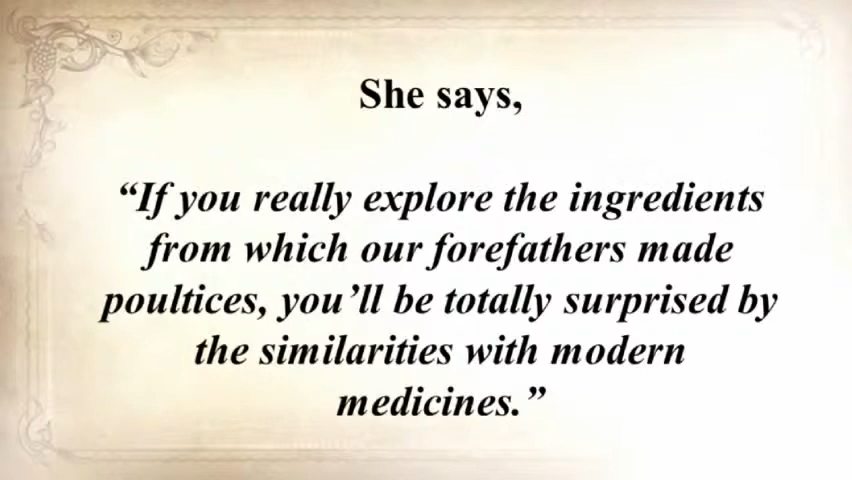 She says,
“If you really explore the ingredients
from which our forefathers made
poultices, you’ll be totally surprised by
the similarities with modern
medicines.”